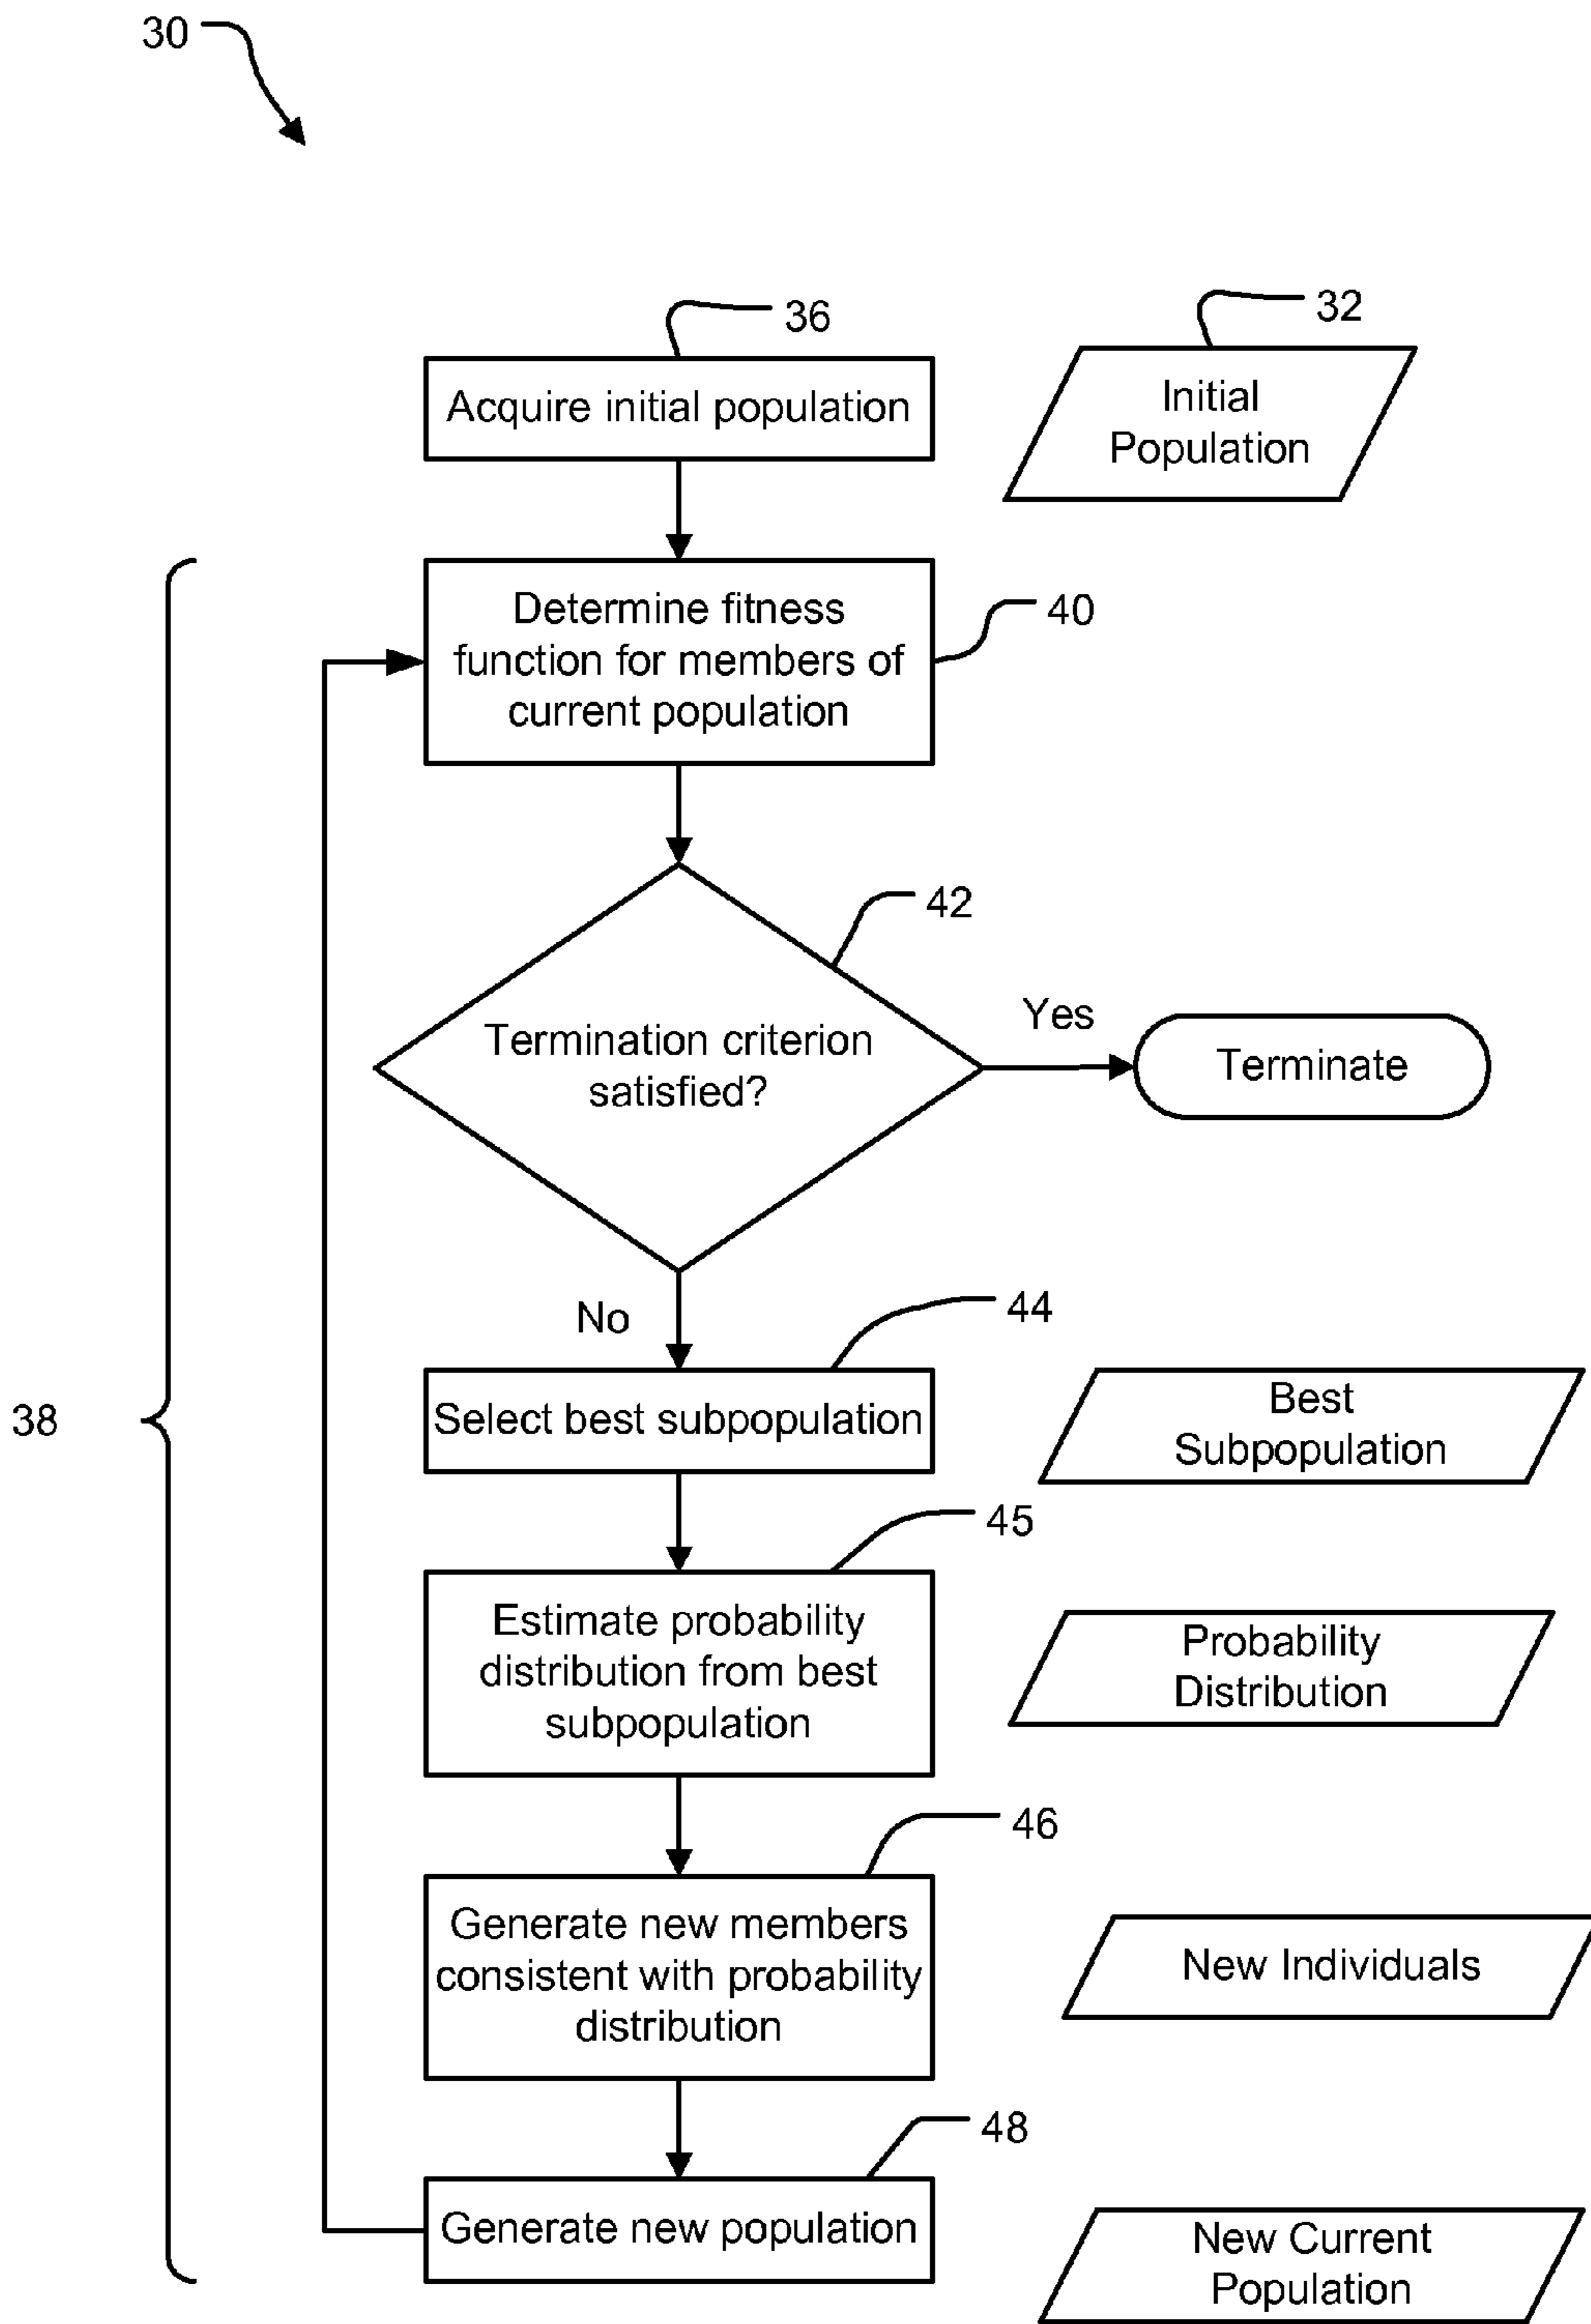 30
36
32
Acquire initial population
Initial
Population
Determine fitness
function for members of
current population
40
42
Termination criterion
satisfied?
Yes
Terminate
No
44
38
Select best subpopulation
Best
Subpopulation
45
Estimate probability
distribution from best
subpopulation
Probability
Distribution
46
Generate new members
consistent with probability
distribution
New Individuals
48
Generate new population
New Current
Population